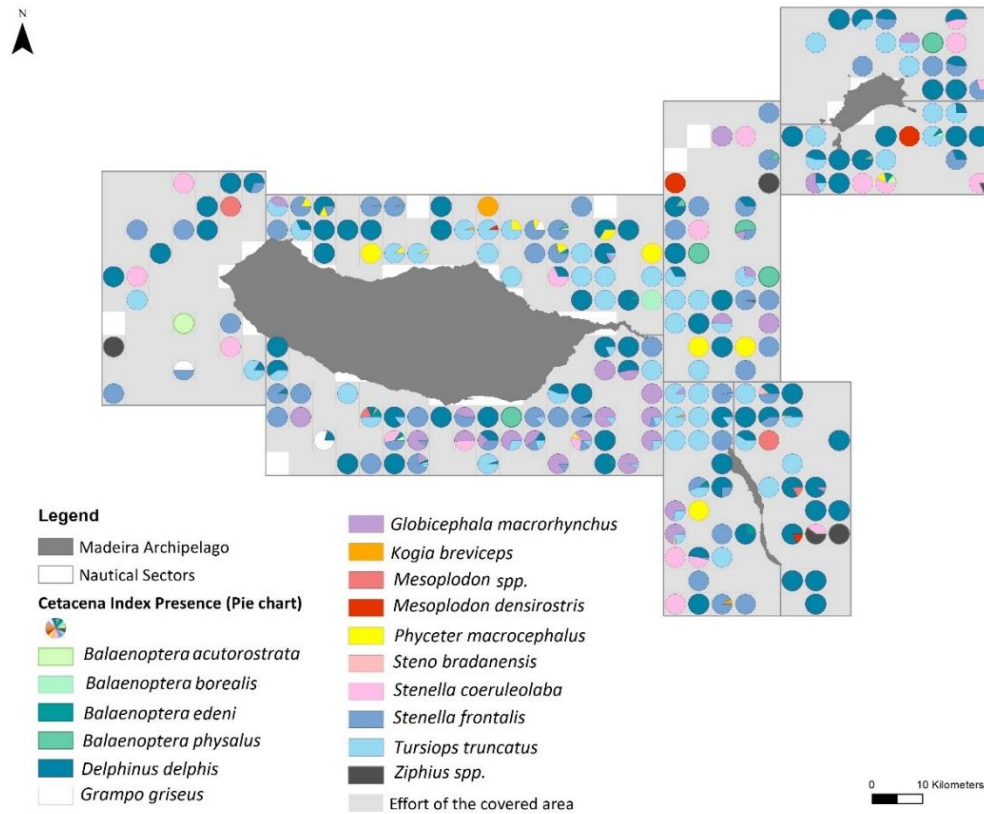 N
Legend
Madeira Archipelago
Nautical Sectors
Cetacena Index Presence (Pie chart)
Balaenoptera acutorostrata
Balaenoptera borealis
Balaenoptera edeni
Balaenoptera physalus
Delphinus delphis
Grampo griseus
Globicephala macrorhynchus
Kogia breviceps
Mesoplodon spp.
Mesoplodon densirostris
Phyceter macrocephalus
Steno bradanensis
Stenella coeruleolaba
Stenella frontalis
Tursiops truncatus
Ziphius spp.
Effort of the covered area
0 10 Kilometers